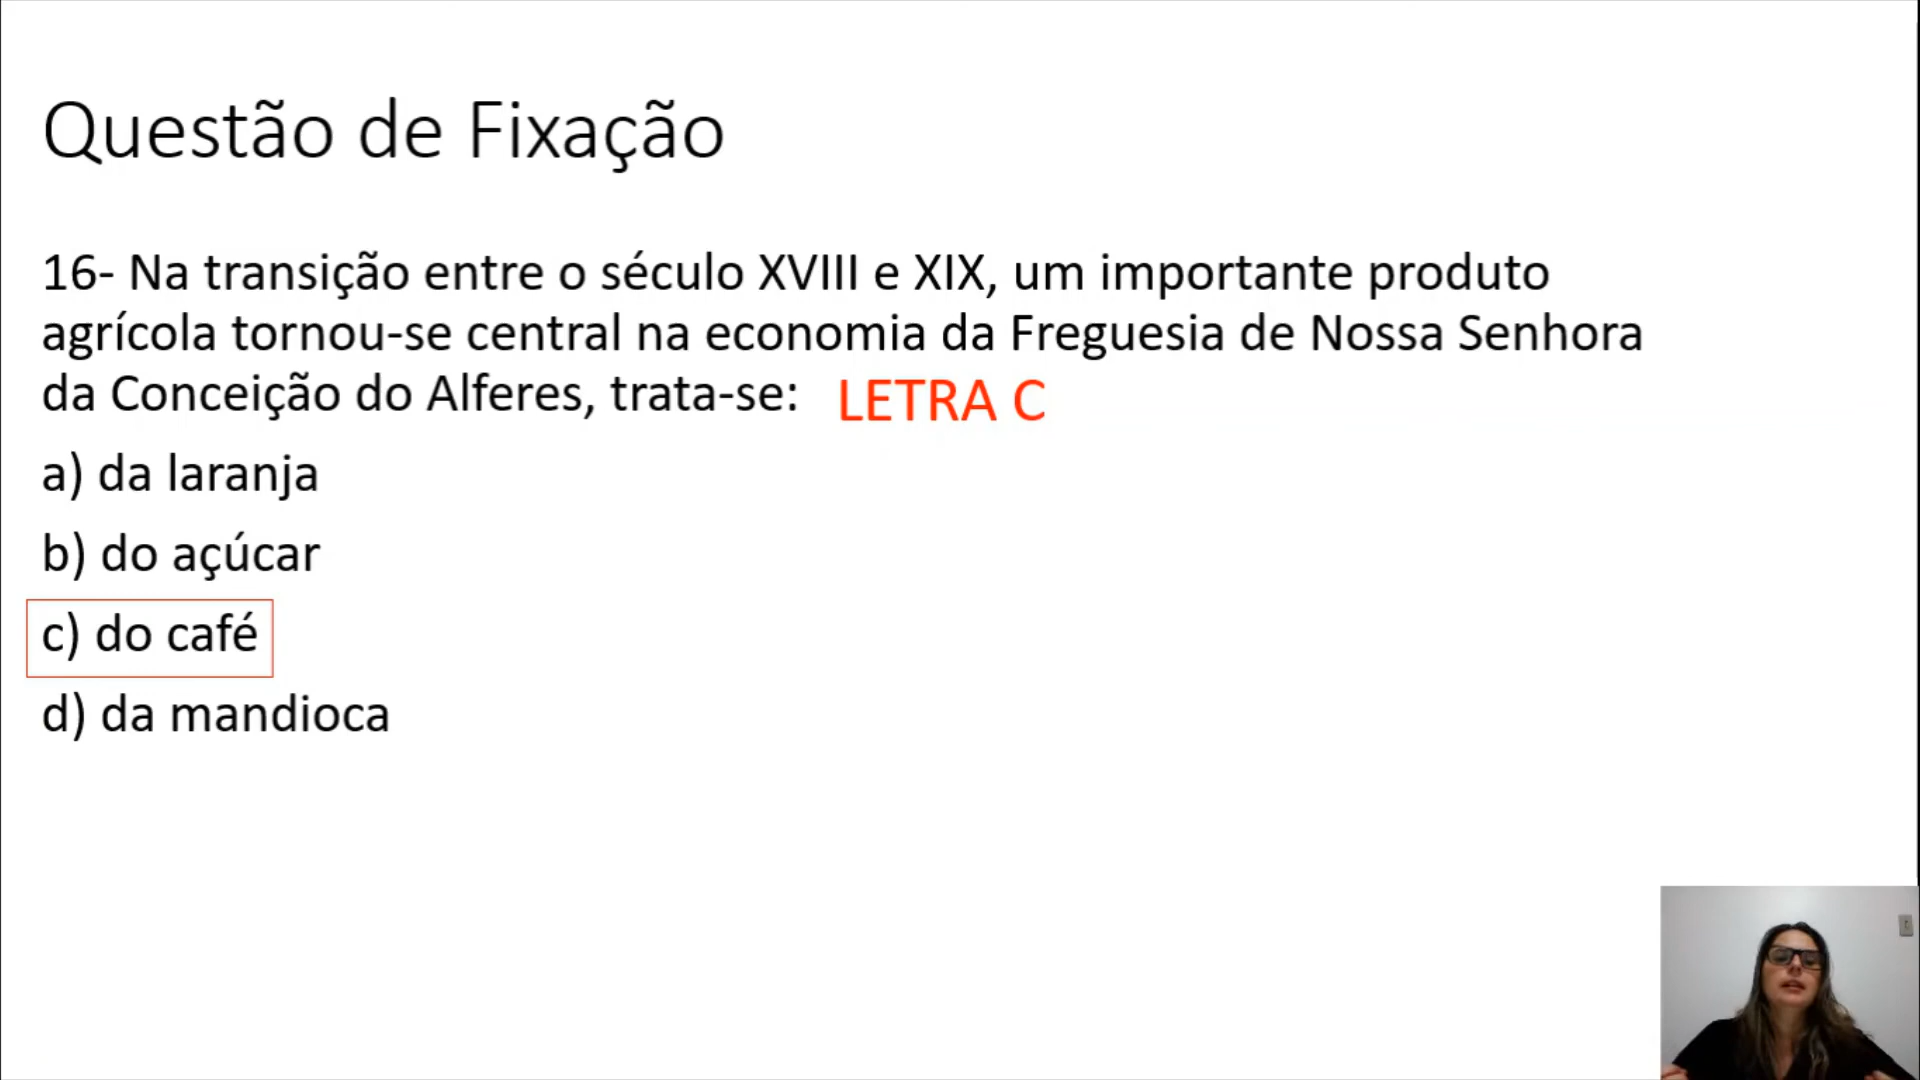 Questão de Fixação
16- Na transição entre o século XVIII e XIX, um importante produto
agrícola tornou-se central na economia da Freguesia de Nossa Senhora
da Conceição do Alferes, trata-se: LETRA C
a) da laranja
b) do açúcar
c) do café
d) da mandioca